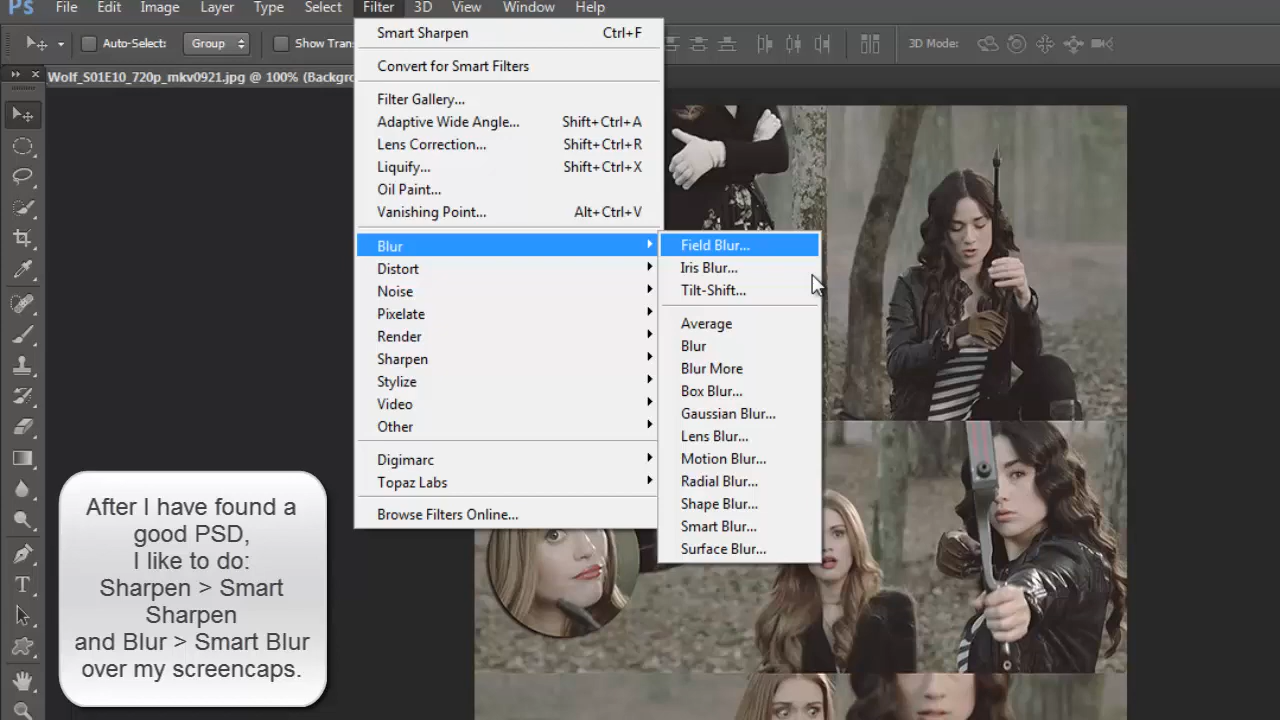 Ps File Edit Image Layer Type Select Filter 3D View Window Help
Auto-Select: Group Show Tran 3D Mode:
Wolf_S01E10_720p_mkv0921.jpg @ 100% (Backgro
Smart Sharpen Ctrl+F
Convert for Smart Filters
Filter Gallery...
Adaptive Wide Angle... Shift+Ctrl+A
Lens Correction... Shift+Ctrl+R
Liquify... Shift+Ctrl+X
Oil Paint...
Vanishing Point... Alt+Ctrl+V
Blur
Distort
Noise
Pixelate
Render
Sharpen
Stylize
Video
Other
Digimarc
Topaz Labs
Browse Filters Online...
Field Blur...
Iris Blur...
Tilt-Shift...
Average
Blur
Blur More
Box Blur...
Gaussian Blur...
Lens Blur...
Motion Blur...
Radial Blur...
Shape Blur...
Smart Blur...
Surface Blur...
After I have found a
good PSD,
I like to do:
Sharpen > Smart
Sharpen
and Blur > Smart Blur
over my screencaps.